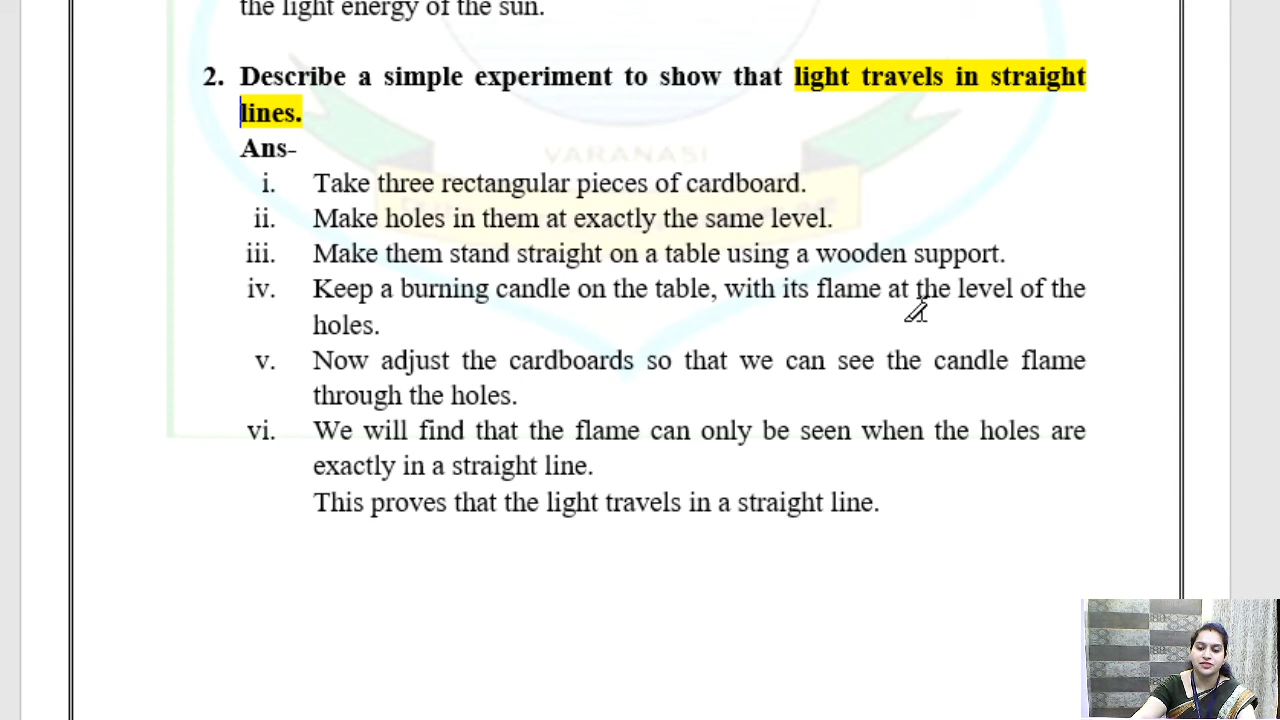 the light energy of the sun.
2. Describe a simple experiment to show that light travels in straight
lines.
VARANASI
Ans-
i. Take three rectangular pieces of cardboard.
ii. Make holes in them at exactly the same level.
iii. Make them stand straight on a table using a wooden support.
iv. Keep a burning candle on the table, with its flame at the level of the
holes.
v. Now adjust the cardboards so that we can see the candle flame
through the holes.
vi. We will find that the flame can only be seen when the holes are
exactly in a straight line.
This proves that the light travels in a straight line.